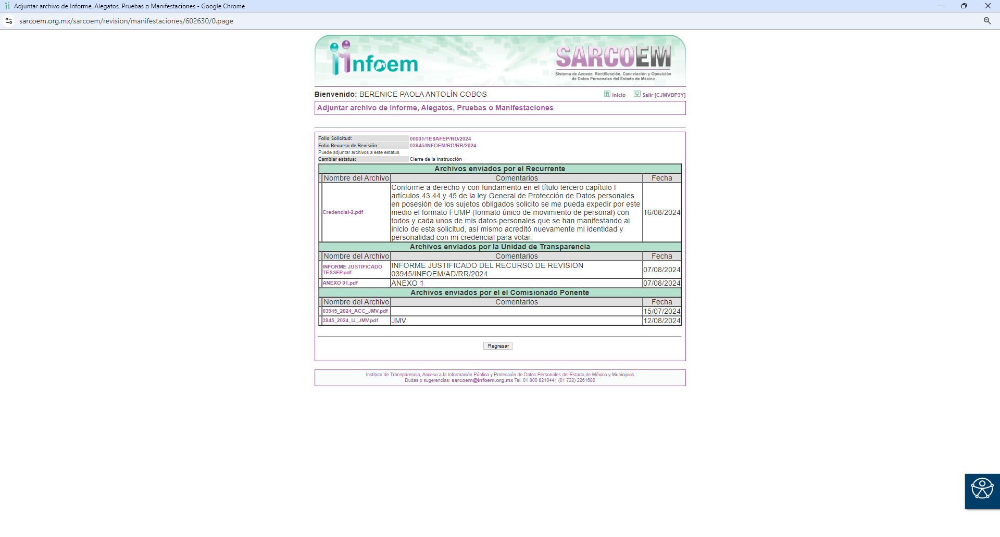 Adjuntar archivo de Informe, Alegatos, Pruebas o Manifestaciones - Google Chrome
sarcoem.org.mx/sarcoem/revision/manifestaciones/602630/0.page
infoem
SARCOEM
Sistema de Acceso, Rectificación, Cancelación y Oposición
de Datos Personales del Estado de México
Bienvenido: BERENICE PAOLA ANTOLÍN COBOS
Inicio
Salir [CJMVBP3Y]
Adjuntar archivo de Informe, Alegatos, Pruebas o Manifestaciones
Folio Solicitud: 00001/TESAFEP/RD/2024
Folio Recurso de Revisión: 03945/INFOEM/RD/RR/2024
Puede adjuntar archivos a este estatus
Cambiar estatus: Cierre de la instrucción
Archivos enviados por el Recurrente
Nombre del Archivo Comentarios Fecha
Credencial-2.pdf
Conforme a derecho y con fundamento en el título tercero capítulo I
artículos 43 44 y 45 de la ley General de Protección de Datos personales
en posesión de los sujetos obligados solicito se me pueda expedir por este
medio el formato FUMP (formato único de movimiento de personal) con
todos y cada unos de mis datos personales que se han manifestando al
inicio de esta solicitud, así mismo acreditó nuevamente mi identidad y
personalidad con mi credencial para votar.
16/08/2024
Archivos enviados por la Unidad de Transparencia
Nombre del Archivo Comentarios Fecha
INFORME JUSTIFICADO
TESSFP.pdf
INFORME JUSTIFICADO DEL RECURSO DE REVISION
03945/INFOEM/AD/RR/2024
07/08/2024
ANEXO 01.pdf ANEXO 1 07/08/2024
Archivos enviados por el el Comisionado Ponente
Nombre del Archivo Comentarios Fecha
03945_2024_ACC_JMV.pdf 15/07/2024
3945_2024_IJ_JMV.pdf JMV 12/08/2024
Regresar
Instituto de Transparencia, Acceso a la Información Pública y Protección de Datos Personales del Estado de México y Municipios
Dudas o sugerencias: sarcoem@infoem.org.mx Tel. 01 800 8210441 (01 722) 2261680